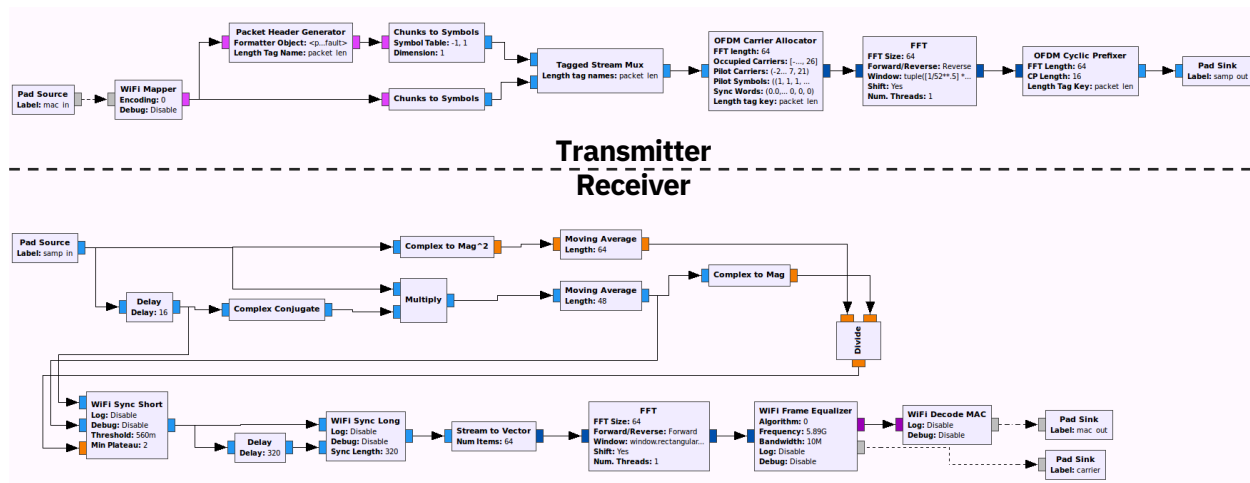 Packet Header Generator
Formatter Object: <p...fault>
Length Tag Name: packet_len
Chunks to Symbols
Symbol Table: -1, 1
Dimension: 1
OFDM Carrier Allocator
FFT length: 64
Occupied Carriers: [-..., 26]
Pilot Carriers: (-2... 7, 21)
Pilot Symbols: ((1, 1, 1, ...
Sync Words: (0.0,... 0, 0, 0)
Length tag key: packet_len
FFT
FFT Size: 64
Forward/Reverse: Reverse
Window: tuple([1/52**.5] *...
Shift: Yes
Num. Threads: 1
OFDM Cyclic Prefixer
FFT Length: 64
CP Length: 16
Length Tag Key: packet_len
Tagged Stream Mux
Length tag names: packet_len
Pad Source
Label: mac_in
WiFi Mapper
Encoding: 0
Debug: Disable
Chunks to Symbols
Pad Sink
Label: samp_out
Transmitter
Receiver
Pad Source
Label: samp_in
Complex to Mag^2
Moving Average
Length: 64
Delay
Delay: 16
Complex Conjugate
Multiply
Moving Average
Length: 48
Complex to Mag
Divide
WiFi Sync Short
Log: Disable
Debug: Disable
Threshold: 560m
Min Plateau: 2
Delay
Delay: 320
WiFi Sync Long
Log: Disable
Debug: Disable
Sync Length: 320
Stream to Vector
Num Items: 64
FFT
FFT Size: 64
Forward/Reverse: Forward
Window: window.rectangular...
Shift: Yes
Num. Threads: 1
WiFi Frame Equalizer
Algorithm: 0
Frequency: 5.89G
Bandwidth: 10M
Log: Disable
Debug: Disable
WiFi Decode MAC
Log: Disable
Debug: Disable
Pad Sink
Label: mac_out
Pad Sink
Label: carrier